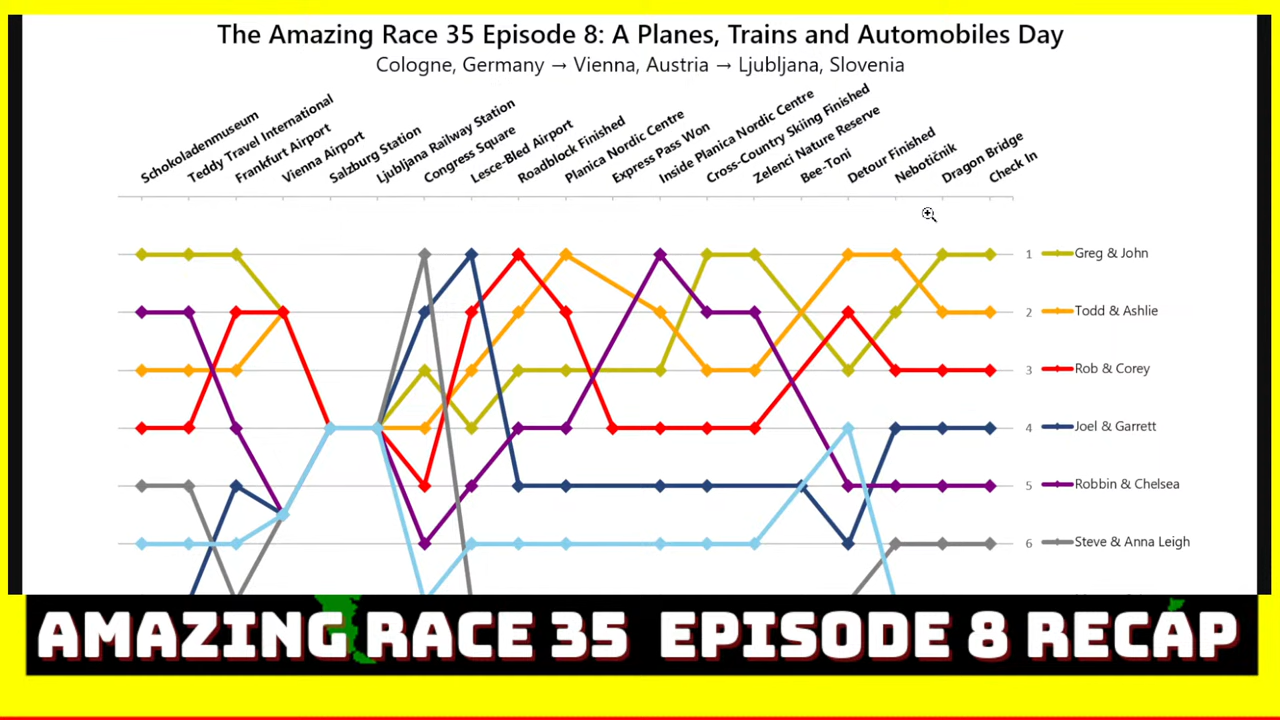 The Amazing Race 35 Episode 8: A Planes, Trains and Automobiles Day
Cologne, Germany → Vienna, Austria → Ljubljana, Slovenia
Schokoladenmuseum
Teddy Travel International
Frankfurt Airport
Vienna Airport
Salzburg Station
Ljubljana Railway Station
Congress Square
Lesce-Bled Airport
Roadblock Finished
Planica Nordic Centre
Express Pass Won
Inside Planica Nordic Centre
Cross-Country Skiing Finished
Zelenci Nature Reserve
Bee-Toni
Detour Finished
Nebotičnik
Dragon Bridge
Check In
1 Greg & John
2 Todd & Ashlie
3 Rob & Corey
4 Joel & Garrett
5 Robbin & Chelsea
6 Steve & Anna Leigh
AMAZING RACE 35 EPISODE 8 RECAP